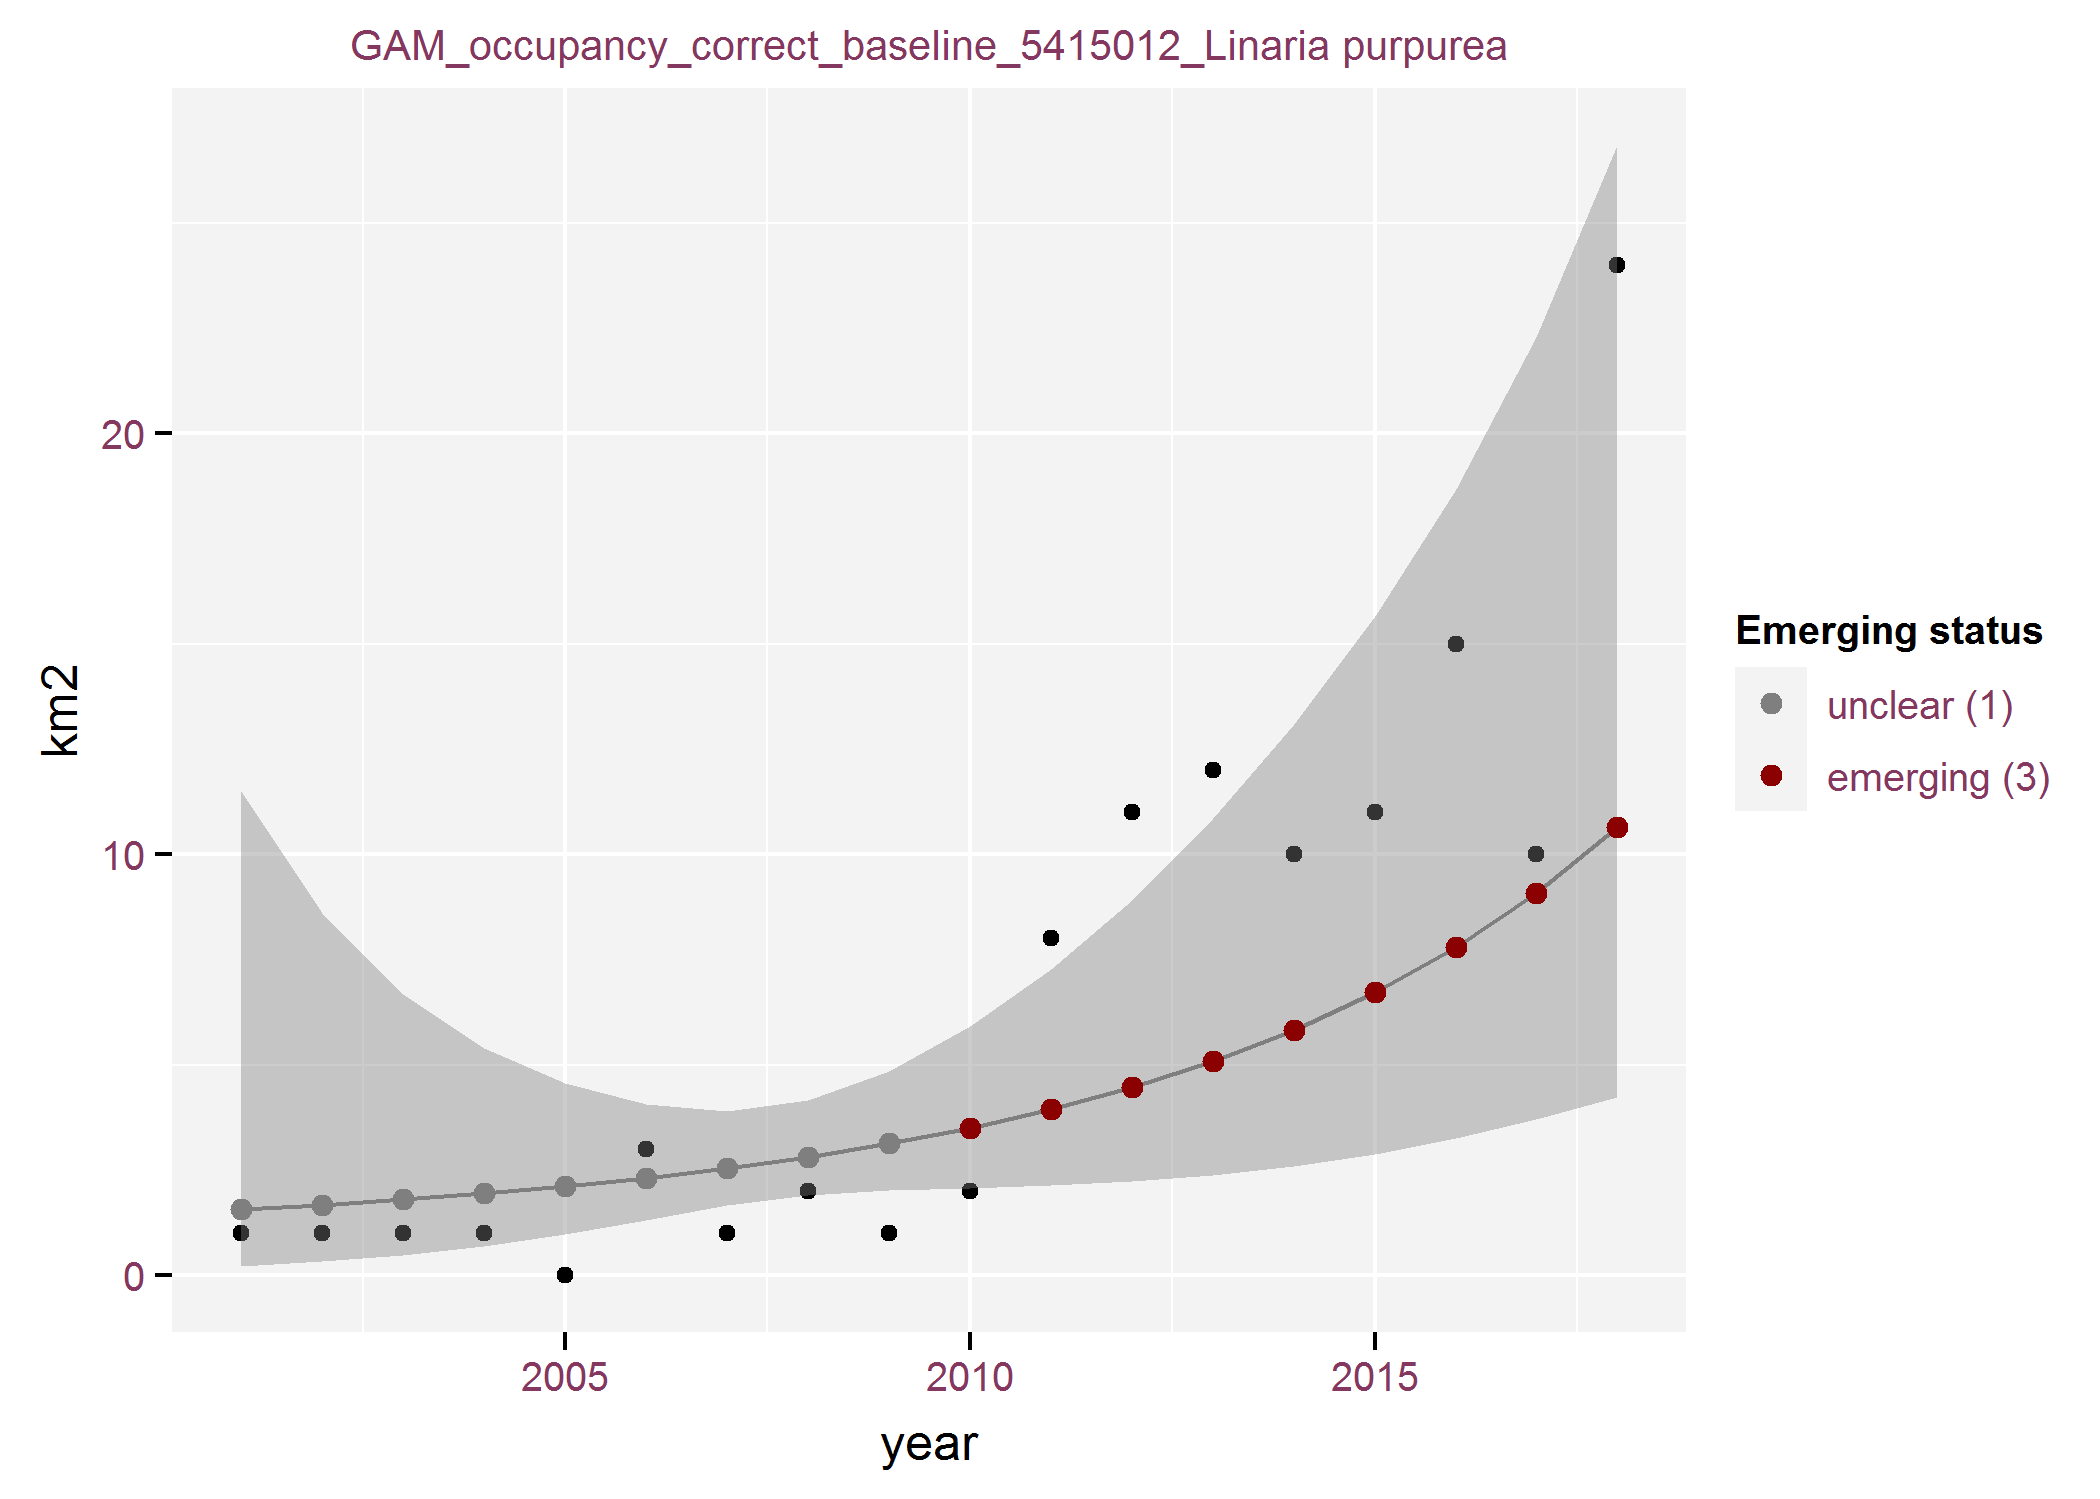 GAM_occupancy_correct_baseline_5415012_Linaria purpurea
km2
20
10
0
2005 2010 2015
year
Emerging status
unclear (1)
emerging (3)